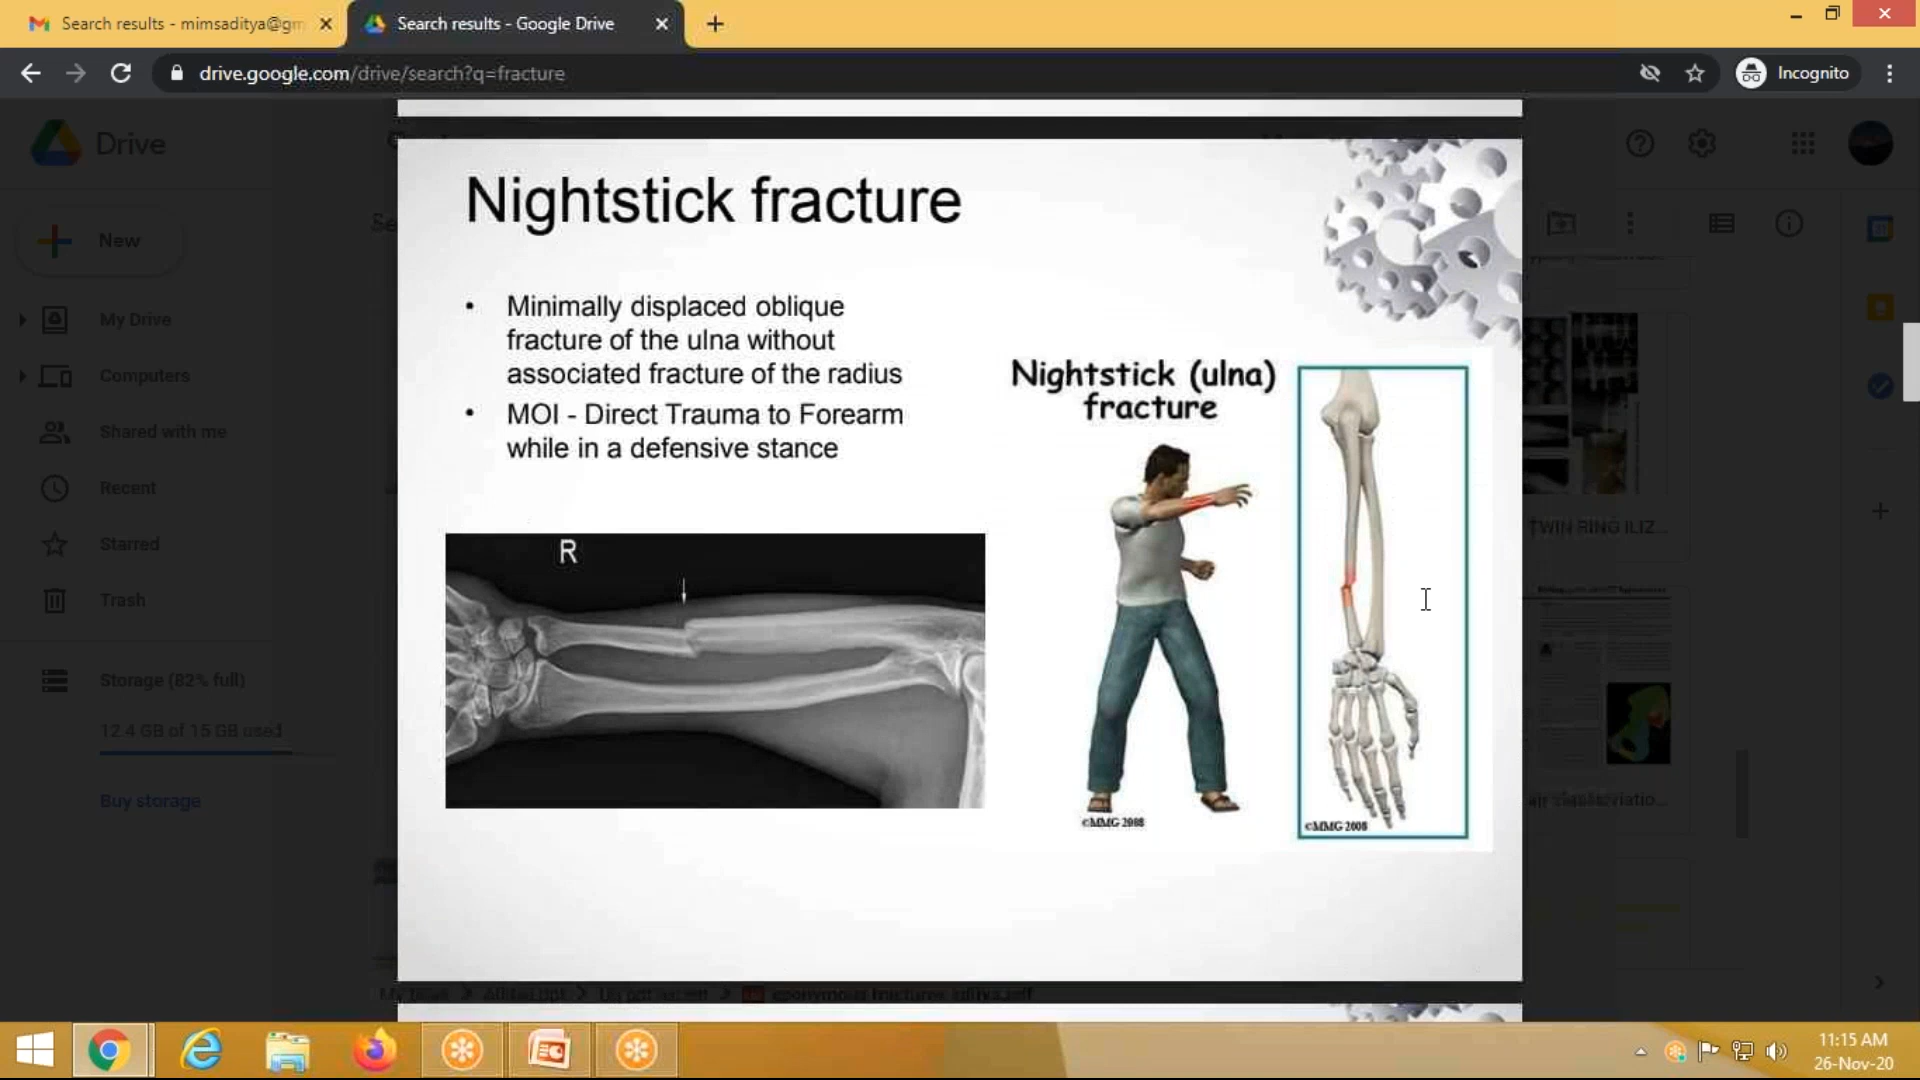 Search results - mimsaditya@gm
Search results - Google Drive
drive.google.com/drive/search?q=fracture
Incognito
Drive
New
My Drive
Computers
Shared with me
Recent
Starred
Trash
Storage (82% full)
12.4 GB of 15 GB used
Buy storage
Nightstick fracture
• Minimally displaced oblique
fracture of the ulna without
associated fracture of the radius
• MOI - Direct Trauma to Forearm
while in a defensive stance
R
Nightstick (ulna)
fracture
©MMG 2008
©MMG 2008
TWIN RING ILIZ...
11:15 AM
26-Nov-20